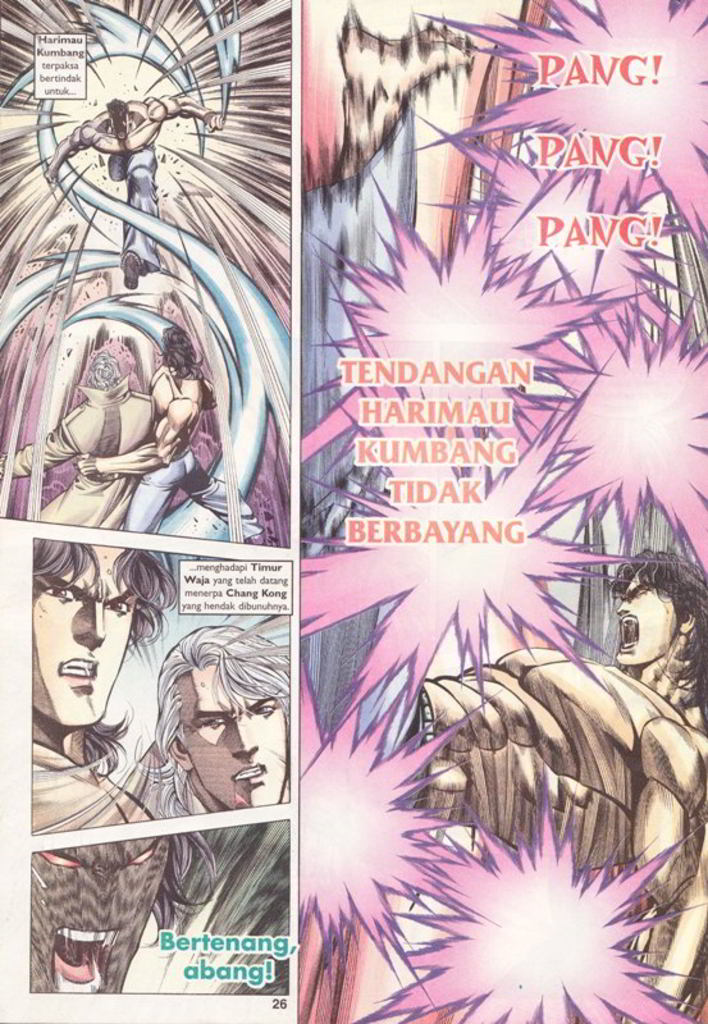 Harimau
Kumbang
terpaksa
bertindak
untuk...
...menghadapi Timur
Waja yang telah datang
menerpa Chang Kong
yang hendak dibunuhnya.
Bertenang,
abang!
26
PANG!
PANG!
PANG!
TENDANGAN
HARIMAU
KUMBANG
TIDAK
BERBAYANG